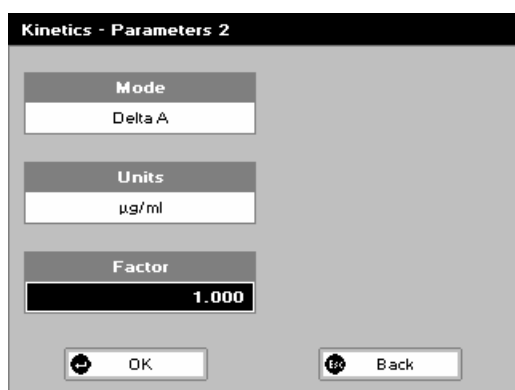 Kinetics - Parameters 2
Mode
Delta A
Units
µg/ml
Factor
1.000
OK
Esc Back